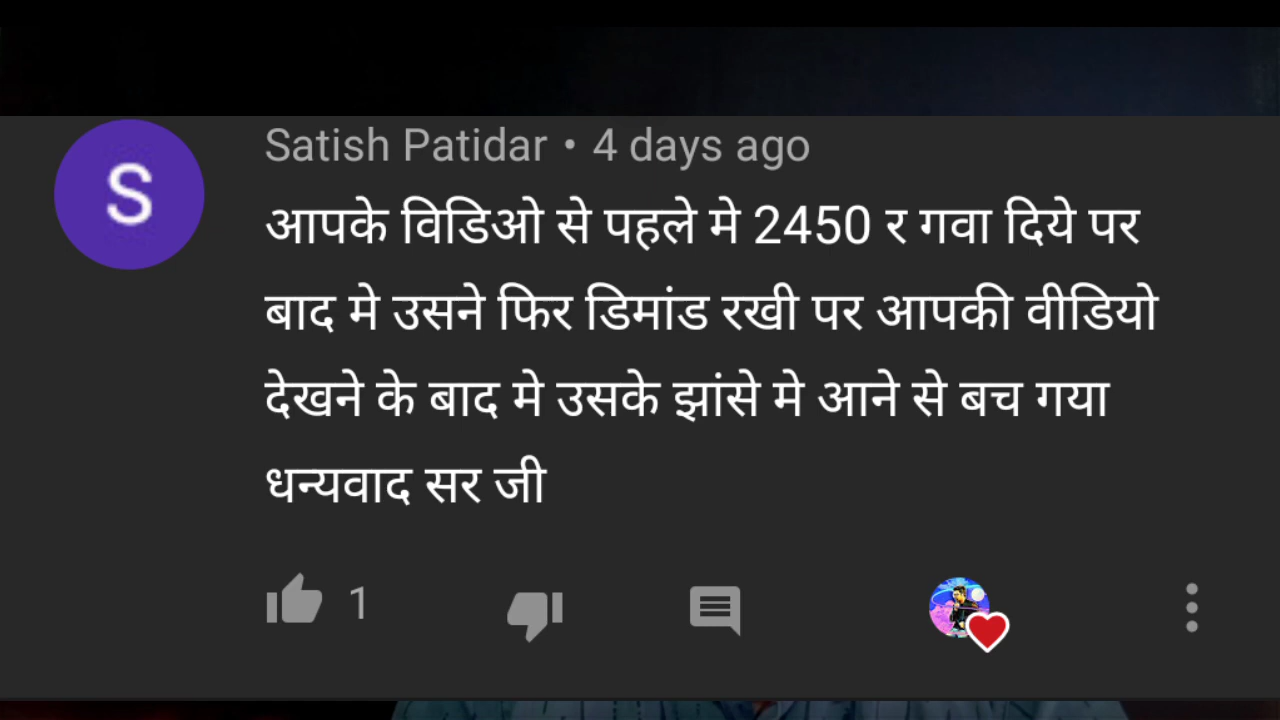 S
Satish Patidar • 4 days ago
आपके विडिओ से पहले मे 2450 र गवा दिये पर
बाद मे उसने फिर डिमांड रखी पर आपकी वीडियो
देखने के बाद मे उसके झांसे मे आने से बच गया
धन्यवाद सर जी
1